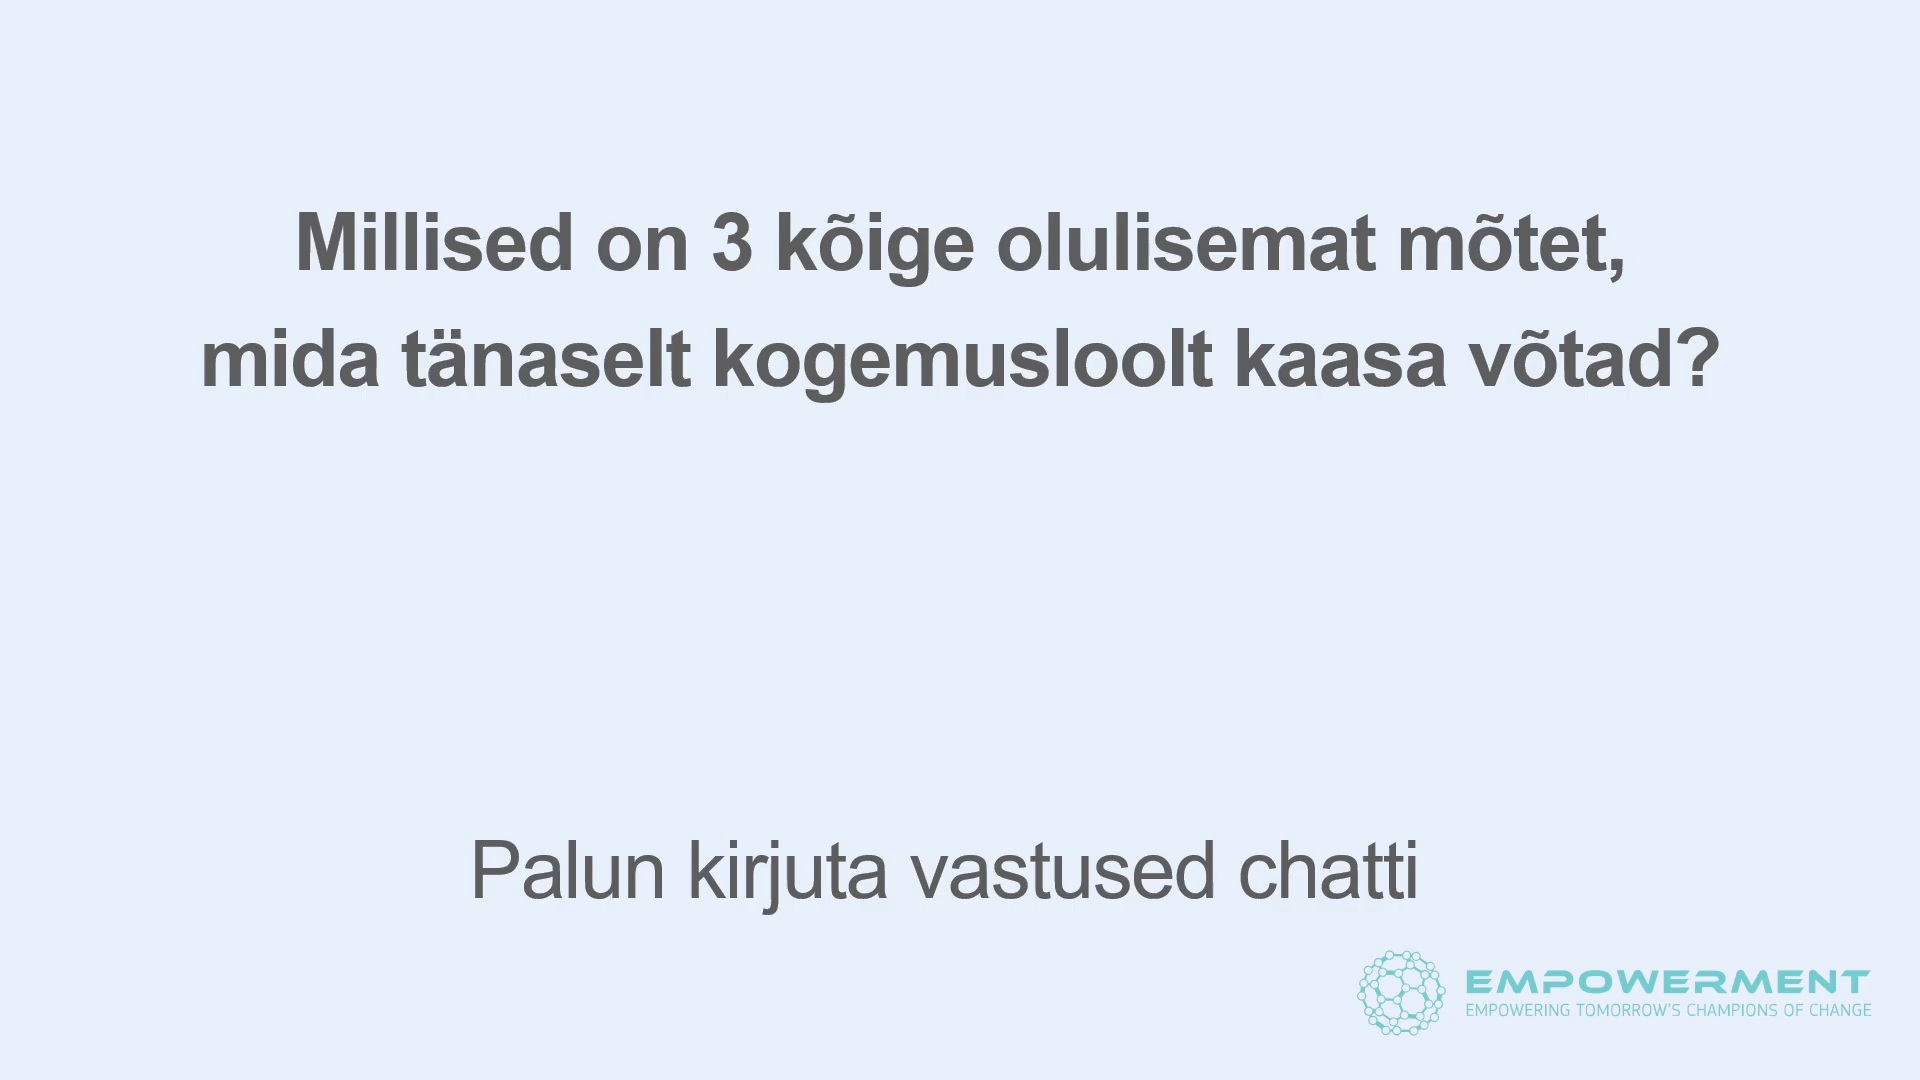 Millised on 3 kõige olulisemat mõtet,
mida tänaselt kogemusloolt kaasa võtad?
Palun kirjuta vastused chatti
EMPOWERMENT
EMPOWERING TOMORROW'S CHAMPIONS OF CHANGE